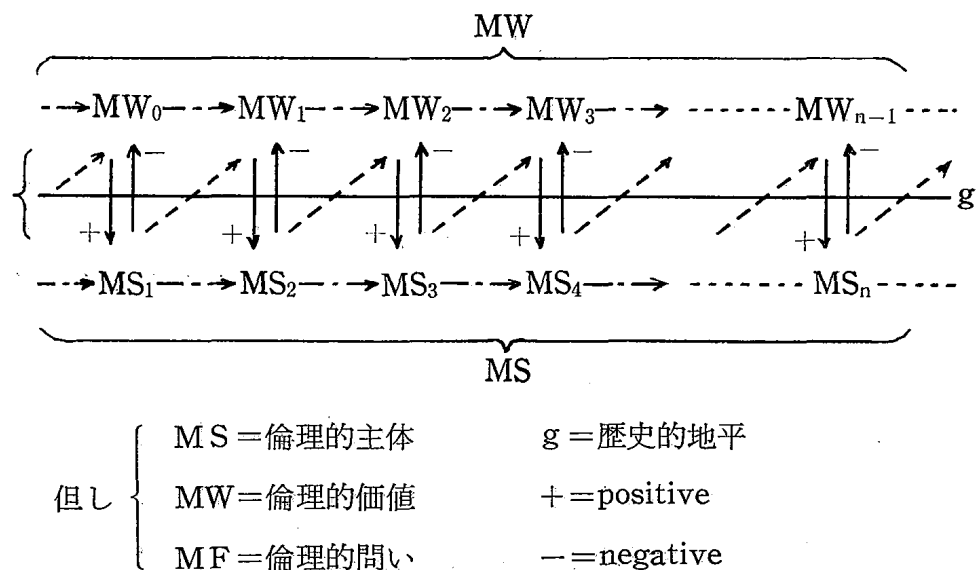 MW
MW₀ MW₁ MW₂ MW₃ MWₙ₋₁
− − − − −
g
+ + + + +
MS₁ MS₂ MS₃ MS₄ MSₙ
MS
但し
MS=倫理的主体 g=歴史的地平
MW=倫理的価値 +=positive
MF=倫理的問い −=negative